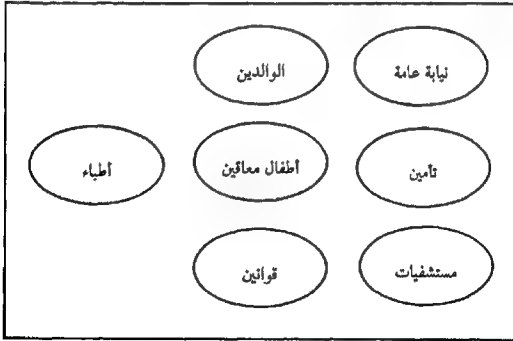 نيابة عامة
الوالدين
تأمين
أطفال معاقين
أطباء
مستشفيات
قوانين